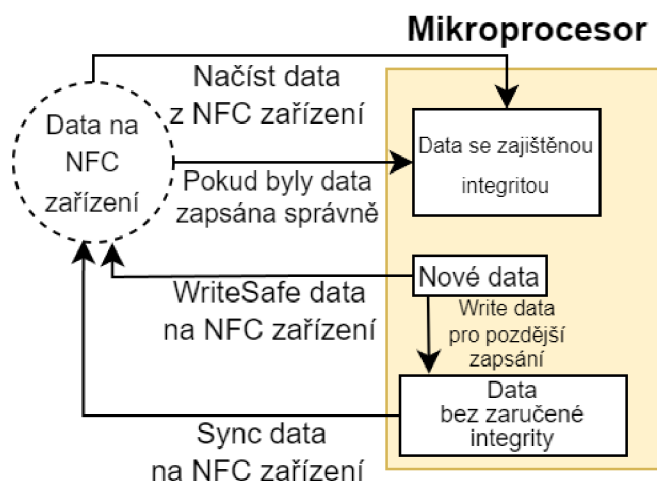 Mikroprocesor
Načíst data
z NFC zařízení
Data na
NFC
zařízení
Data se zajištěnou
integritou
Pokud byly data
zapsána správně
Nové data
WriteSafe data
na NFC zařízení
Write data
pro pozdější
zapsání
Data
bez zaručené
integrity
Sync data
na NFC zařízení